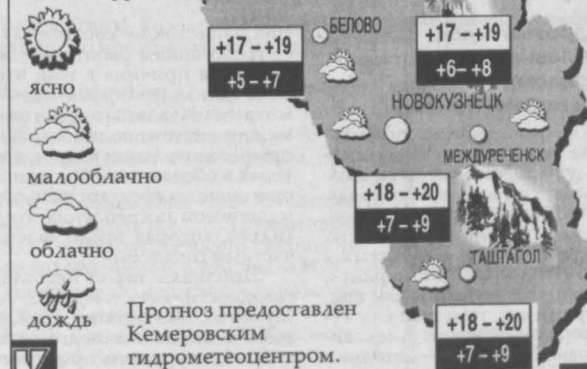 +17 – +19
+5 – +7
БЕЛОВО
+17 – +19
+6– +8
ясно
НОВОКУЗНЕЦК
малооблачно
МЕЖДУРЕЧЕНСК
+18 – +20
+7 – +9
облачно
ТАШТАГОЛ
дождь
Прогноз предоставлен
Кемеровским
гидрометеоцентром.
+18 – +20
+7 – +9